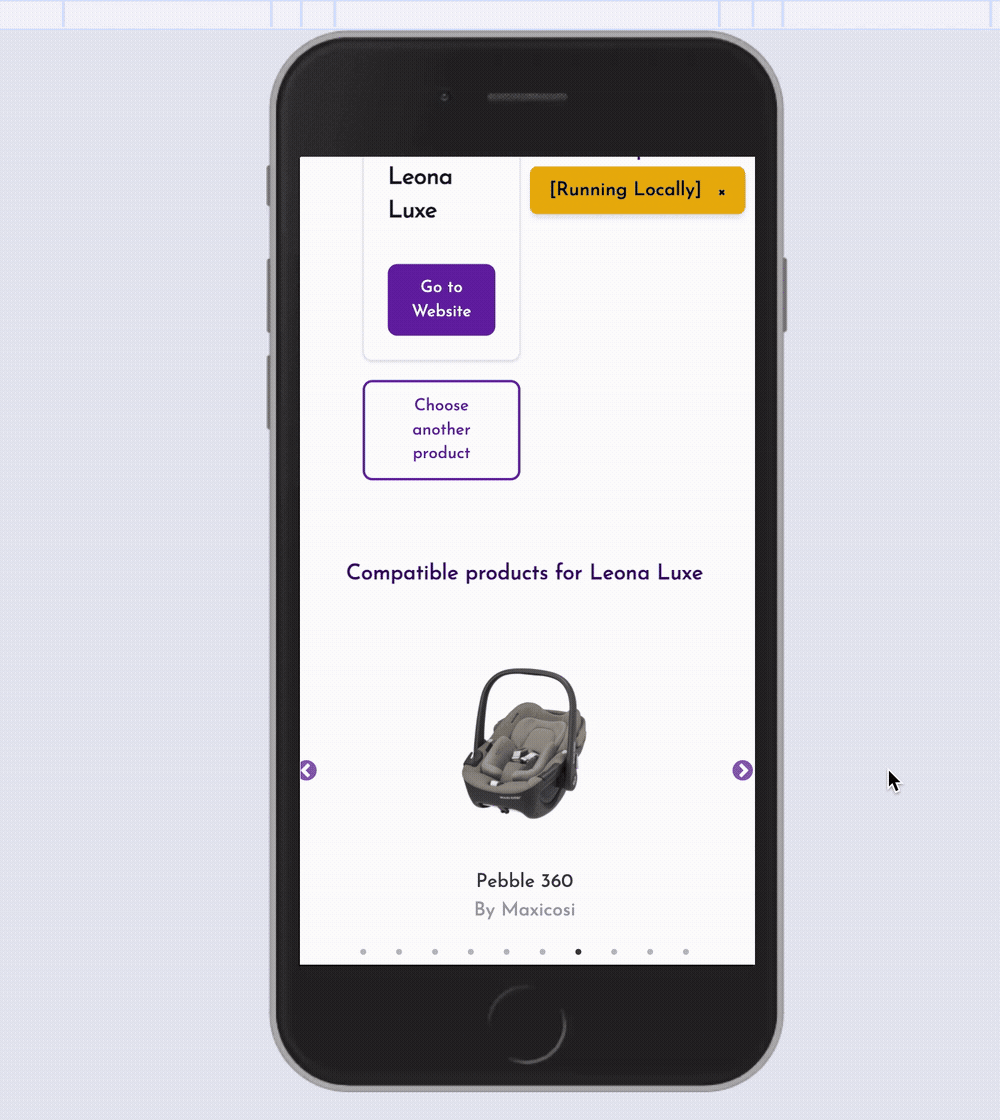 Leona
Luxe
[Running Locally] ×
Go to
Website
Choose
another
product
Compatible products for Leona Luxe
Pebble 360
By Maxicosi